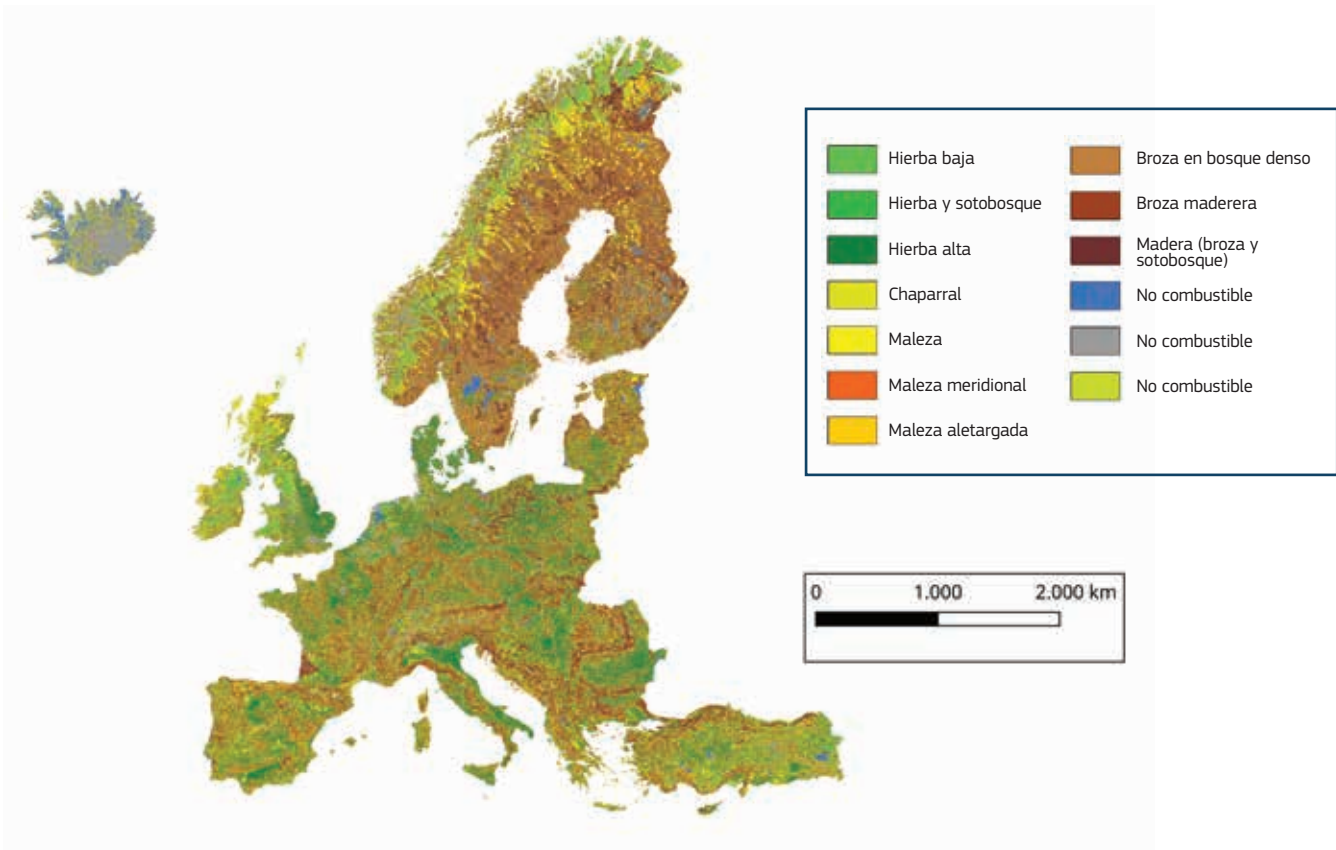 Hierba baja
Hierba y sotobosque
Hierba alta
Chaparral
Maleza
Maleza meridional
Maleza aletargada
Broza en bosque denso
Broza maderera
Madera (broza y
sotobosque)
No combustible
No combustible
No combustible
0 1.000 2.000 km